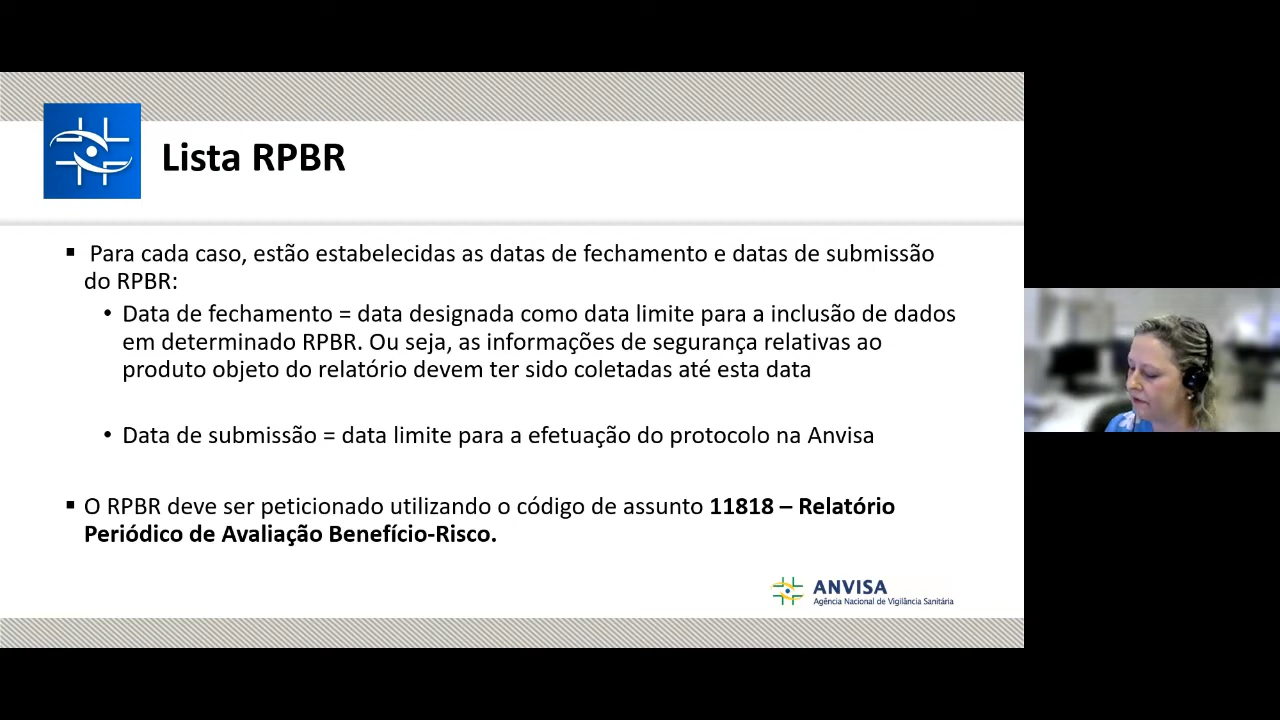 Lista RPBR
▪ Para cada caso, estão estabelecidas as datas de fechamento e datas de submissão
do RPBR:
• Data de fechamento = data designada como data limite para a inclusão de dados
em determinado RPBR. Ou seja, as informações de segurança relativas ao
produto objeto do relatório devem ter sido coletadas até esta data
• Data de submissão = data limite para a efetuação do protocolo na Anvisa
▪ O RPBR deve ser peticionado utilizando o código de assunto 11818 – Relatório
Periódico de Avaliação Benefício-Risco.
ANVISA
Agência Nacional de Vigilância Sanitária